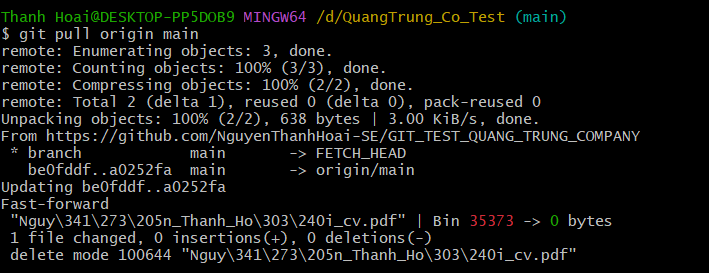 Thanh Hoai@DESKTOP-PP5DOB9 MINGW64 /d/QuangTrung_Co_Test (main)
$ git pull origin main
remote: Enumerating objects: 3, done.
remote: Counting objects: 100% (3/3), done.
remote: Compressing objects: 100% (2/2), done.
remote: Total 2 (delta 1), reused 0 (delta 0), pack-reused 0
Unpacking objects: 100% (2/2), 638 bytes | 3.00 KiB/s, done.
From https://github.com/NguyenThanhHoai-SE/GIT_TEST_QUANG_TRUNG_COMPANY
 * branch            main       -> FETCH_HEAD
   be0fddf..a0252fa  main       -> origin/main
Updating be0fddf..a0252fa
Fast-forward
 "Nguy\341\273\205n_Thanh_Ho\303\240i_cv.pdf" | Bin 35373 -> 0 bytes
 1 file changed, 0 insertions(+), 0 deletions(-)
 delete mode 100644 "Nguy\341\273\205n_Thanh_Ho\303\240i_cv.pdf"